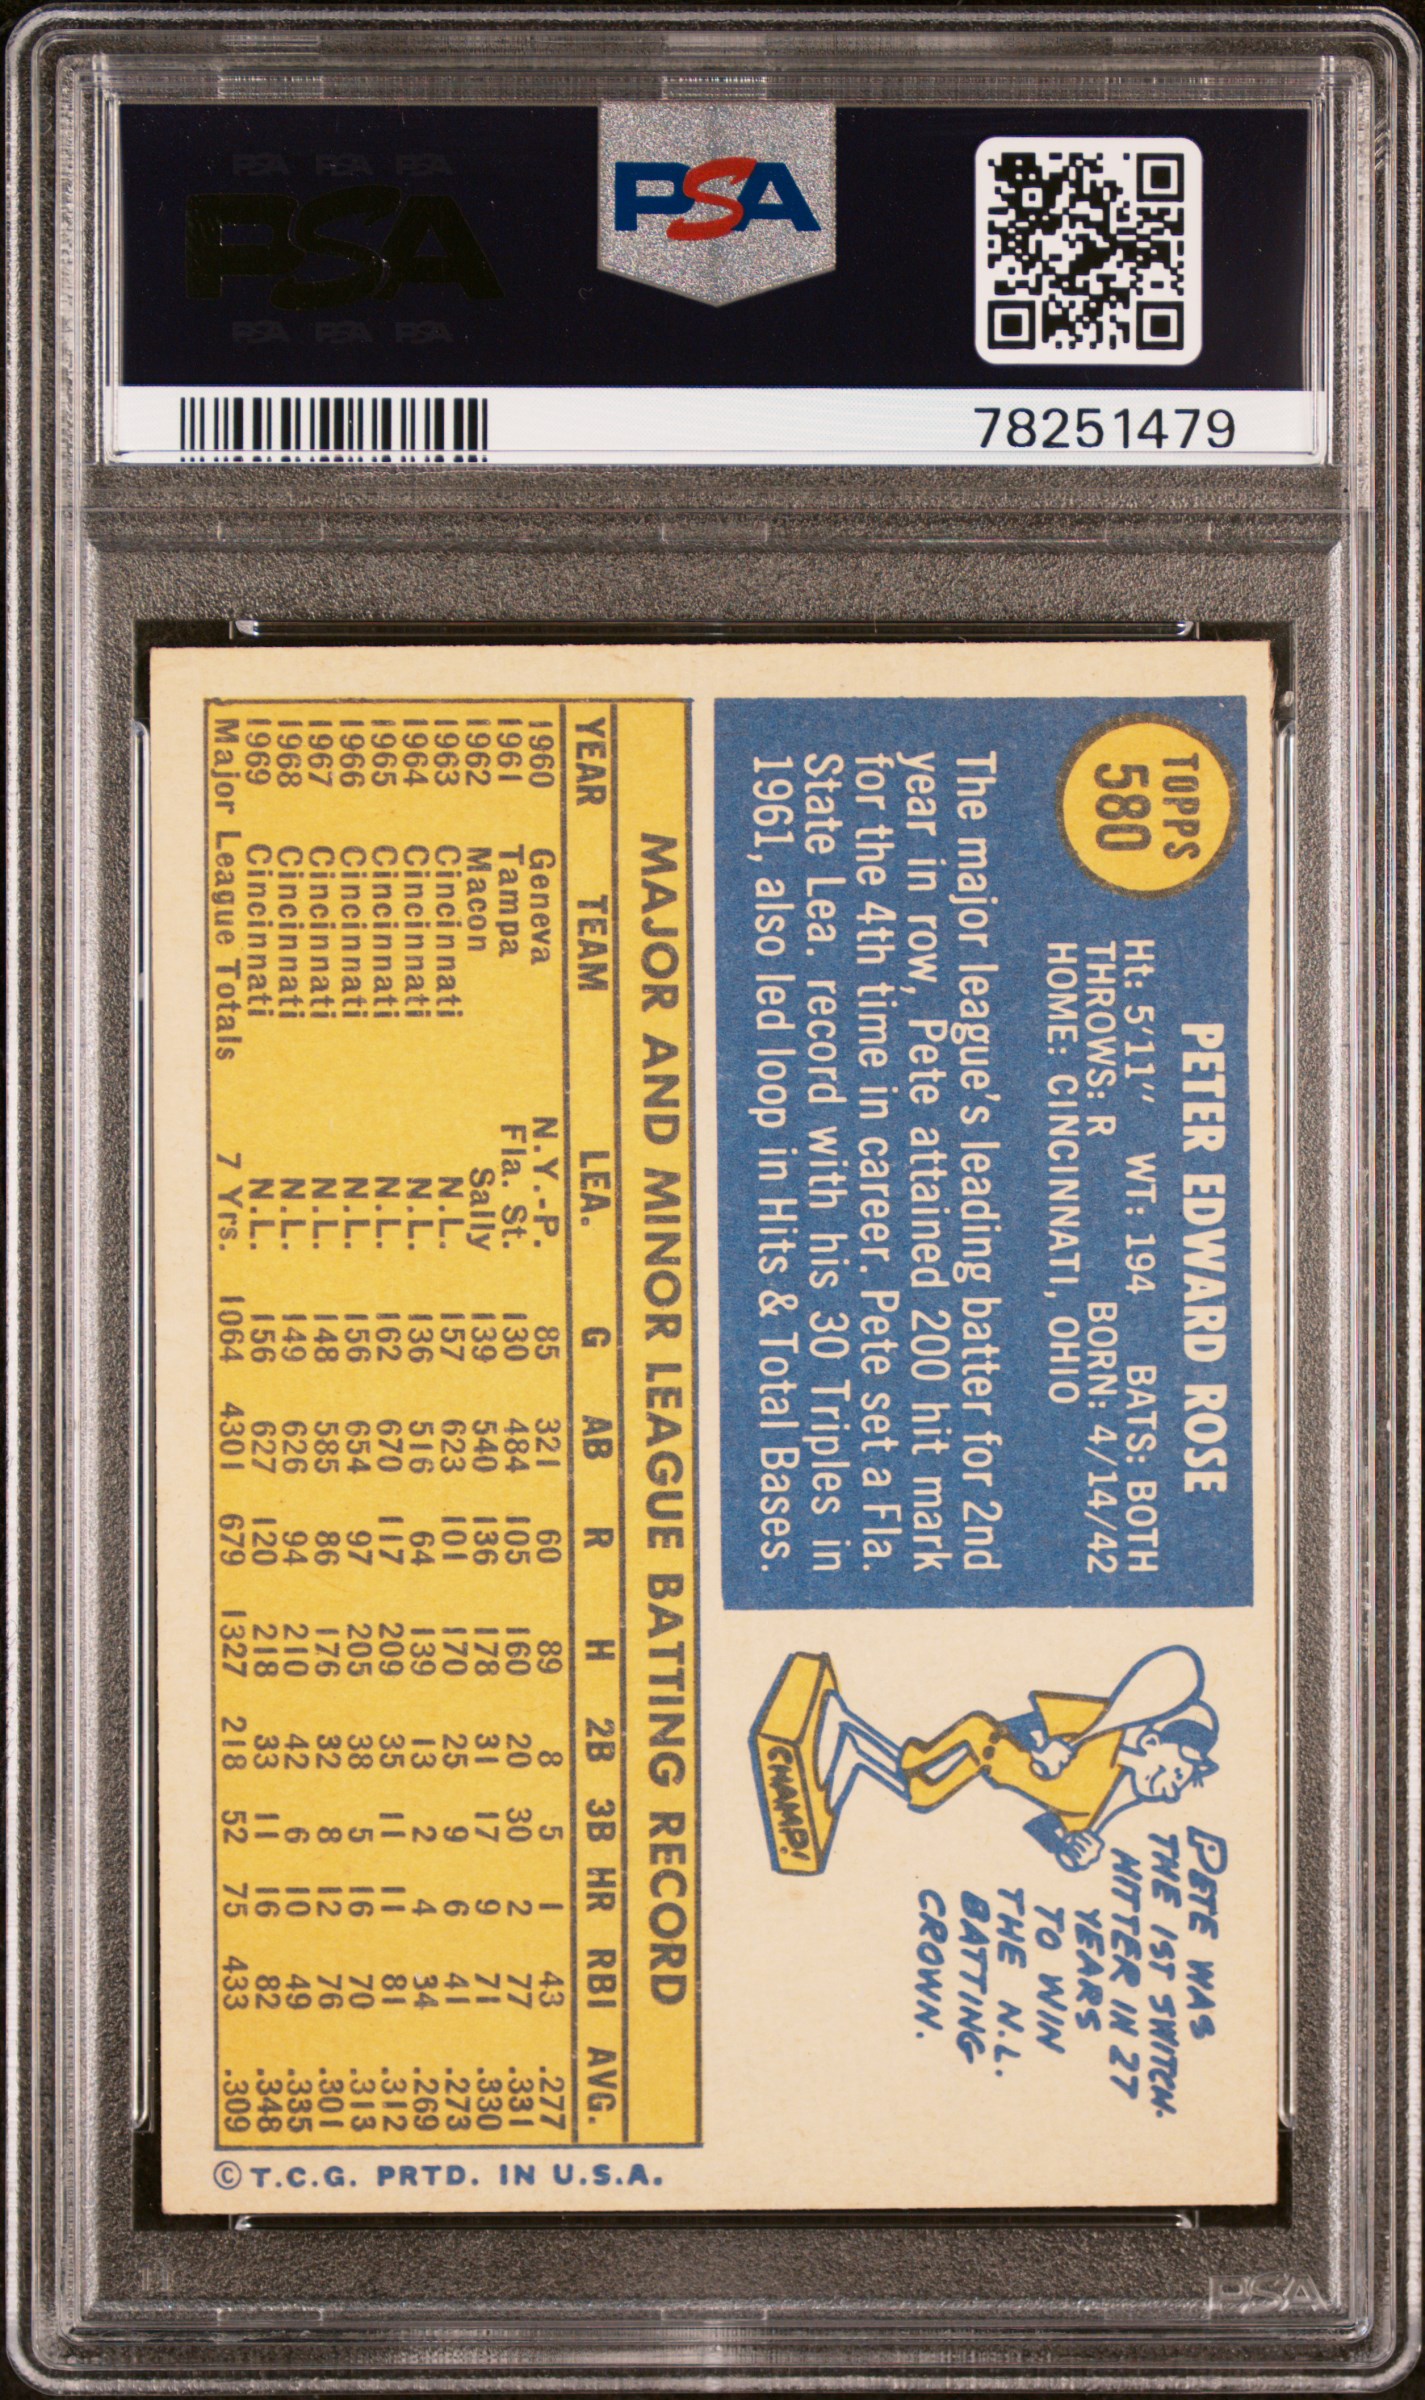 PSA PSA PSA
PSA
PSA PSA PSA
PSA
78251479
TOPPS
580
PETER EDWARD ROSE
Ht: 5'11" WT: 194 BATS: BOTH
THROWS: R BORN: 4/14/42
HOME: CINCINNATI, OHIO
The major league's leading batter for 2nd
year in row, Pete attained 200 hit mark
for the 4th time in career. Pete set a Fla.
State Lea. record with his 30 Triples in
1961, also led loop in Hits & Total Bases.
PETE WAS
THE 1ST SWITCH-
HITTER IN 27
YEARS
TO WIN
THE N.L.
BATTING
CROWN.
CHAMP!
MAJOR AND MINOR LEAGUE BATTING RECORD
YEAR TEAM LEA. G AB R H 2B 3B HR RBI AVG.
1960 Geneva N.Y.-P. 85 321 60 89 8 5 1 43 .277
1961 Tampa Fla. St. 130 484 105 160 20 30 2 77 .331
1962 Macon Sally 139 540 136 178 31 17 9 71 .330
1963 Cincinnati N.L. 157 623 101 170 25 9 6 41 .273
1964 Cincinnati N.L. 136 516 64 139 13 2 4 34 .269
1965 Cincinnati N.L. 162 670 117 209 35 11 11 81 .312
1966 Cincinnati N.L. 156 654 97 205 38 5 16 70 .313
1967 Cincinnati N.L. 148 585 86 176 32 8 12 76 .301
1968 Cincinnati N.L. 149 626 94 210 42 6 10 49 .335
1969 Cincinnati N.L. 156 627 120 218 33 11 16 82 .348
Major League Totals 7 Yrs. 1064 4301 679 1327 218 52 75 433 .309
©T.C.G. PRTD. IN U.S.A.
PSA